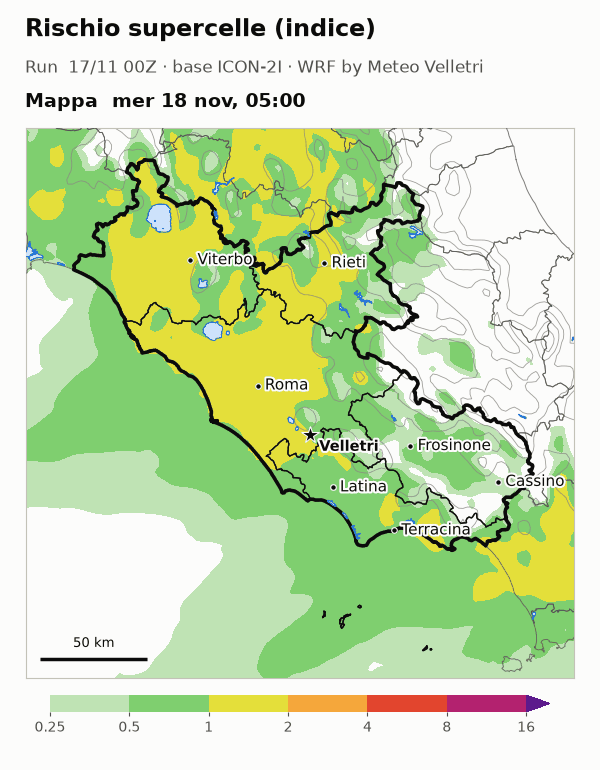 Rischio supercelle (indice)
Run  17/11 00Z · base ICON-2I · WRF by Meteo Velletri
Mappa  mer 18 nov, 05:00
Viterbo
Rieti
Roma
Velletri
Frosinone
Latina
Cassino
Terracina
50 km
0.25 0.5 1 2 4 8 16